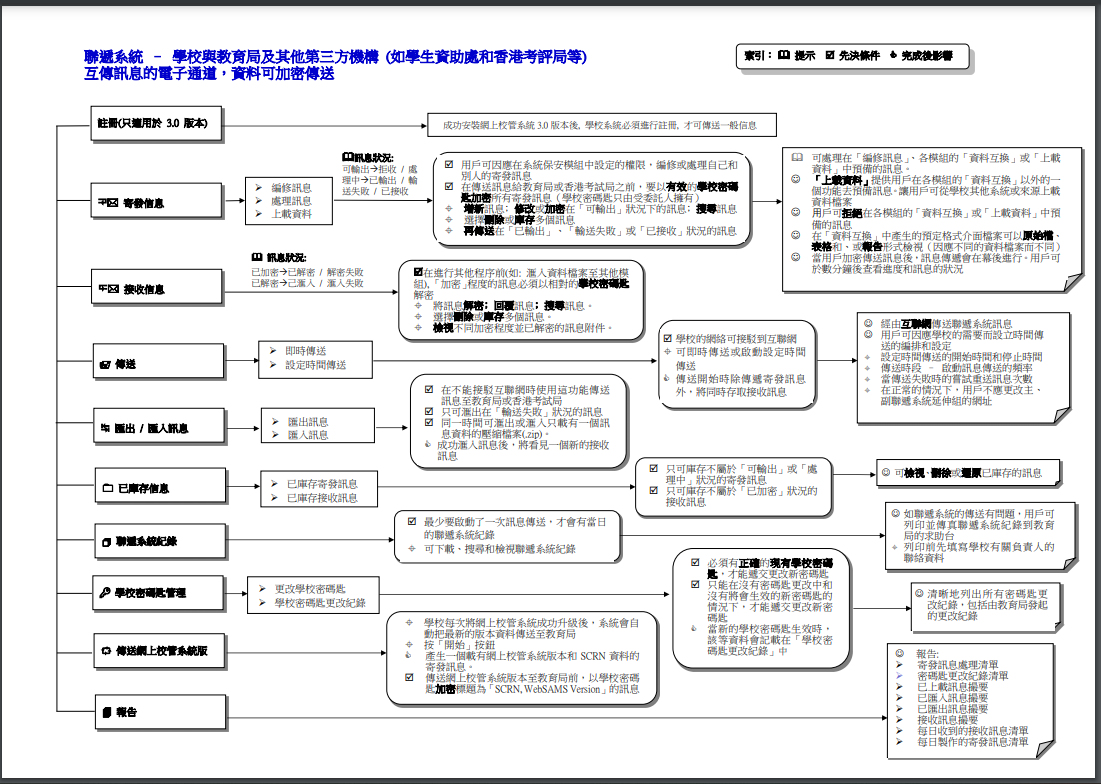 聯遞系統 - 學校與教育局及其他第三方機構 (如學生資助處和香港考評局等)
互傳訊息的電子通道，資料可加密傳送
索引： 提示 先決條件 完成後影響
註冊(只適用於 3.0 版本)
成功安裝網上校管系統 3.0 版本後, 學校系統必須進行註冊, 才可傳送一般信息
寄發信息
編修訊息
處理訊息
上載資料
訊息狀況:
可輸出→拒收 / 處
理中→已輸出 / 輸
送失敗 / 已接收
用戶可因應在系統保安模組中設定的權限，編修或處理自己和
別人的寄發訊息
在傳送訊息給教育局或香港考試局之前，要以有效的學校密碼
匙加密所有寄發訊息（學校密碼匙只由受委託人擁有）
增新訊息; 修改或加密在「可輸出」狀況下的訊息; 搜尋訊息
選擇刪除或庫存多個訊息
再傳送在「已輸出」、「輸送失敗」或「已接收」狀況的訊息
可處理在「編修訊息」、各模組的「資料互換」或「上載
資料」中預備的訊息。
「上載資料」提供用戶在各模組的「資料互換」以外的一
個功能去預備訊息。讓用戶可從學校其他系統或來源上載
資料檔案
用戶可拒絕在各模組的「資料互換」或「上載資料」中預
備的訊息
在「資料互換」中產生的預定格式介面檔案可以原始檔、
表格和、或報告形式檢視（因應不同的資料檔案而不同）
當用戶加密傳送訊息後，訊息傳遞會在幕後進行。用戶可
於數分鐘後查看進度和訊息的狀況
接收信息
訊息狀況:
已加密→已解密 / 解密失敗
已解密→已匯入 / 匯入失敗
在進行其他程序前(如: 匯入資料檔案至其他模
組),「加密」程度的訊息必須以相對的學校密碼匙
解密
將訊息解密; 回覆訊息; 搜尋訊息。
選擇刪除或庫存多個訊息。
檢視不同加密程度並已解密的訊息附件。
傳送
即時傳送
設定時間傳送
學校的網絡可接駁到互聯網
可即時傳送或啟動設定時間
傳送
傳送開始時除傳遞寄發訊息
外，將同時存取接收訊息
經由互聯網傳送聯遞系統訊息
用戶可因應學校的需要而設立時間傳
送的編排和設定
設定時間傳送的開始時間和停止時間
傳送時段 - 啟動訊息傳送的頻率
當傳送失敗時的嘗試重送訊息次數
在正常的情況下，用戶不應更改主、
副聯遞系統延伸組的網址
匯出 / 匯入訊息
匯出訊息
匯入訊息
在不能接駁互聯網時使用這功能傳送
訊息至教育局或香港考試局
只可匯出在「輸送失敗」狀況的訊息
同一時間可匯出或匯入只載有一個訊
息資料的壓縮檔案(.zip)。
成功匯入訊息後，將看見一個新的接收
訊息
已庫存信息
已庫存寄發訊息
已庫存接收訊息
只可庫存不屬於「可輸出」或「處
理中」狀況的寄發訊息
只可庫存不屬於「已加密」狀況的
接收訊息
可檢視、刪除或還原已庫存的訊息
聯遞系統紀錄
最少要啟動了一次訊息傳送，才會有當日
的聯遞系統紀錄
可下載、搜尋和檢視聯遞系統紀錄
如聯遞系統的傳送有問題，用戶可
列印並傳真聯遞系統紀錄到教育
局的求助台
列印前先填寫學校有關負責人的
聯絡資料
學校密碼匙管理
更改學校密碼匙
學校密碼匙更改紀錄
必須有正確的現有學校密碼
匙，才能遞交更改新密碼匙
只能在沒有密碼匙更改中和
沒有將會生效的新密碼匙的
情況下，才能遞交更改新密
碼匙
當新的學校密碼匙生效時，
該等資料會記載在「學校密
碼匙更改紀錄」中
清晰地列出所有密碼匙更
改紀錄，包括由教育局發起
的更改紀錄
傳送網上校管系統版
學校每次將網上校管系統成功升級後，系統會自
動把最新的版本資料傳送至教育局
按「開始」按鈕
產生一個載有網上校管系統版本和 SCRN 資料的
寄發訊息。
傳送網上校管系統版本至教育局前，以學校密碼
匙加密標題為「SCRN, WebSAMS Version」的訊息
報告
報告:
寄發訊息處理清單
密碼匙更改紀錄清單
已上載訊息撮要
已匯入訊息撮要
已匯出訊息撮要
接收訊息撮要
每日收到的接收訊息清單
每日製作的寄發訊息清單